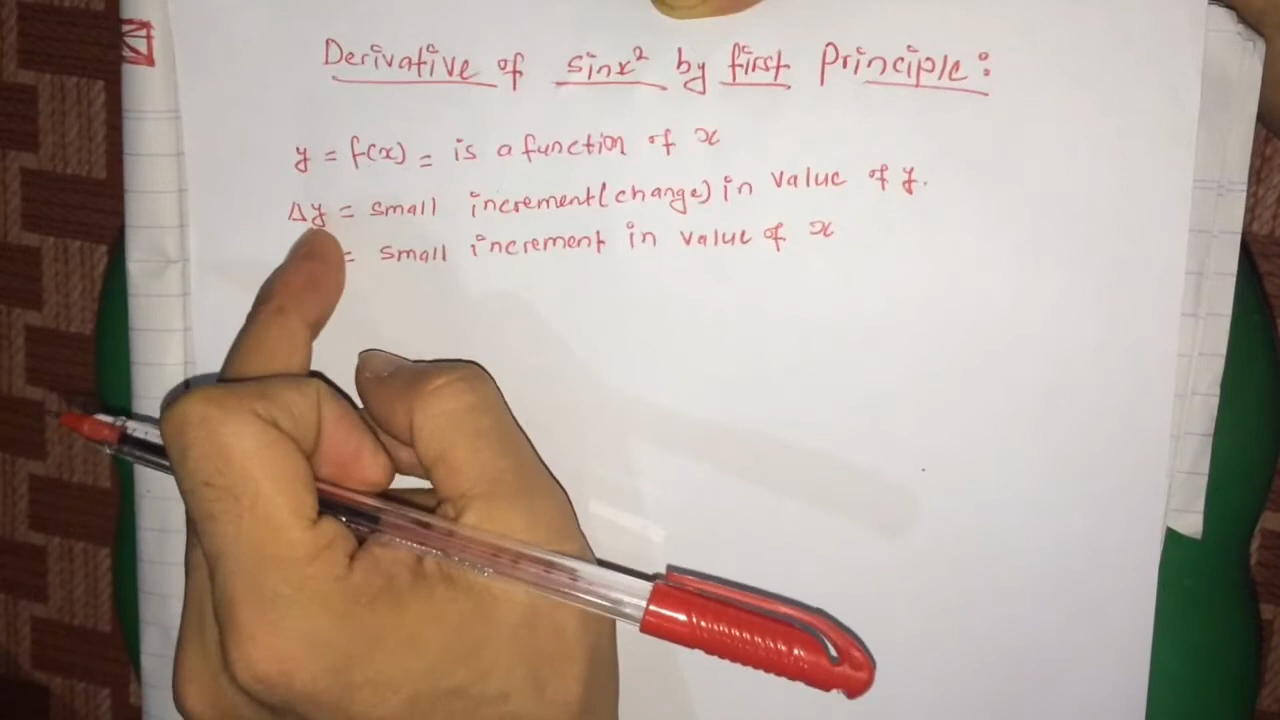 Derivative of sinx² by first Principle:
y = f(x) = is a function of x
Δy = small increment(change) in value of y.
= small increment in value of x